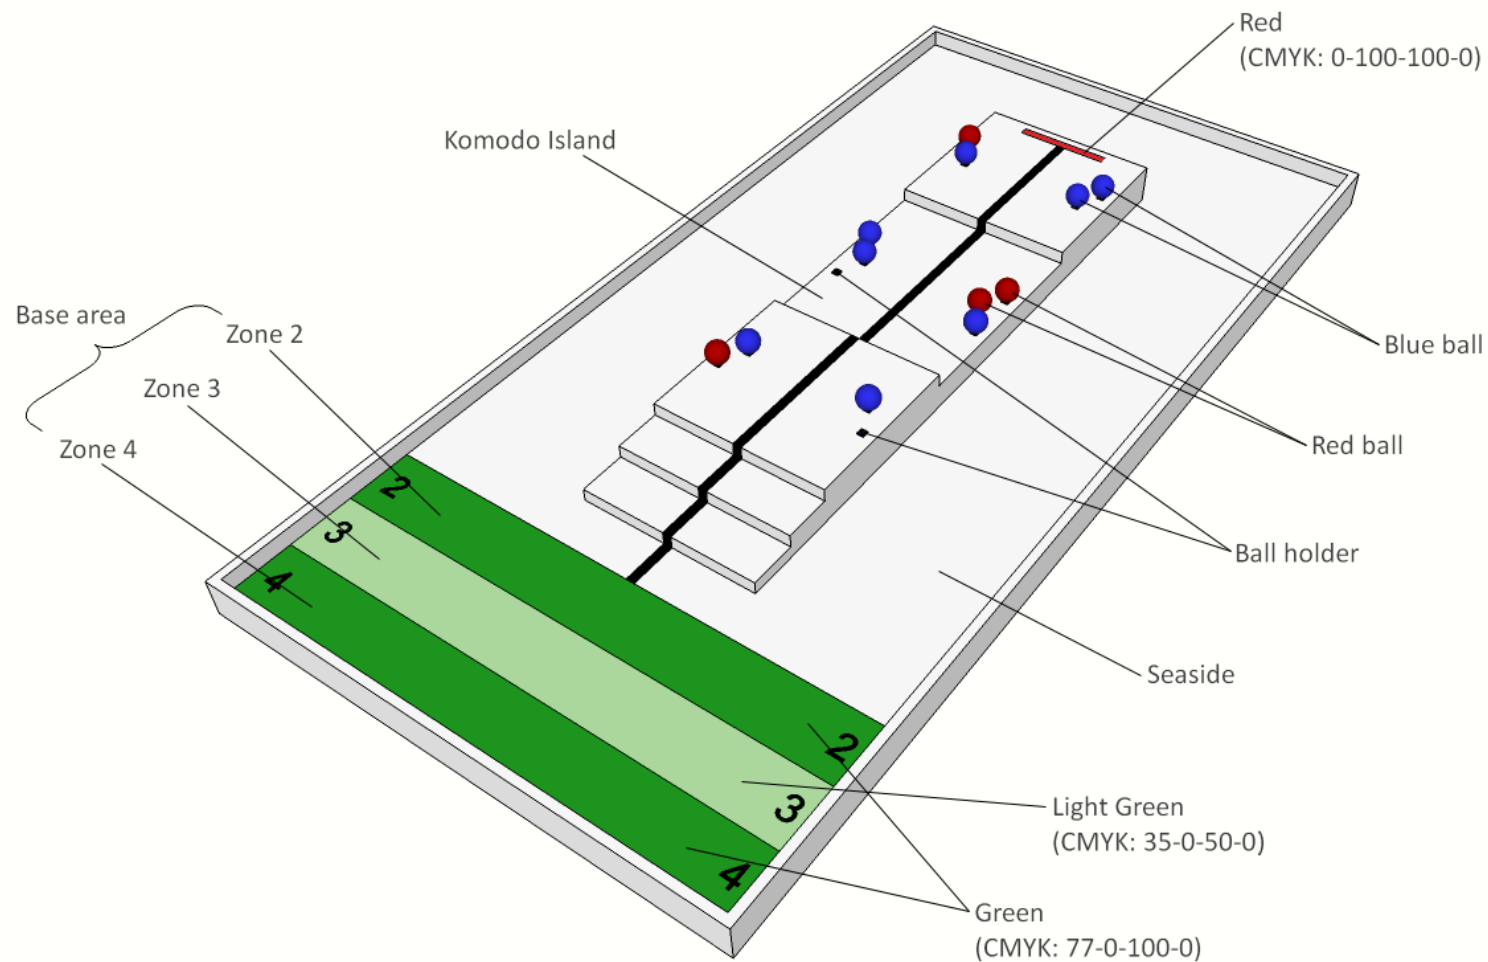 Red
(CMYK: 0-100-100-0)
Komodo Island
Base area
Zone 2
Zone 3
Zone 4
Blue ball
Red ball
Ball holder
Seaside
2
3
4
2
3
4
Light Green
(CMYK: 35-0-50-0)
Green
(CMYK: 77-0-100-0)